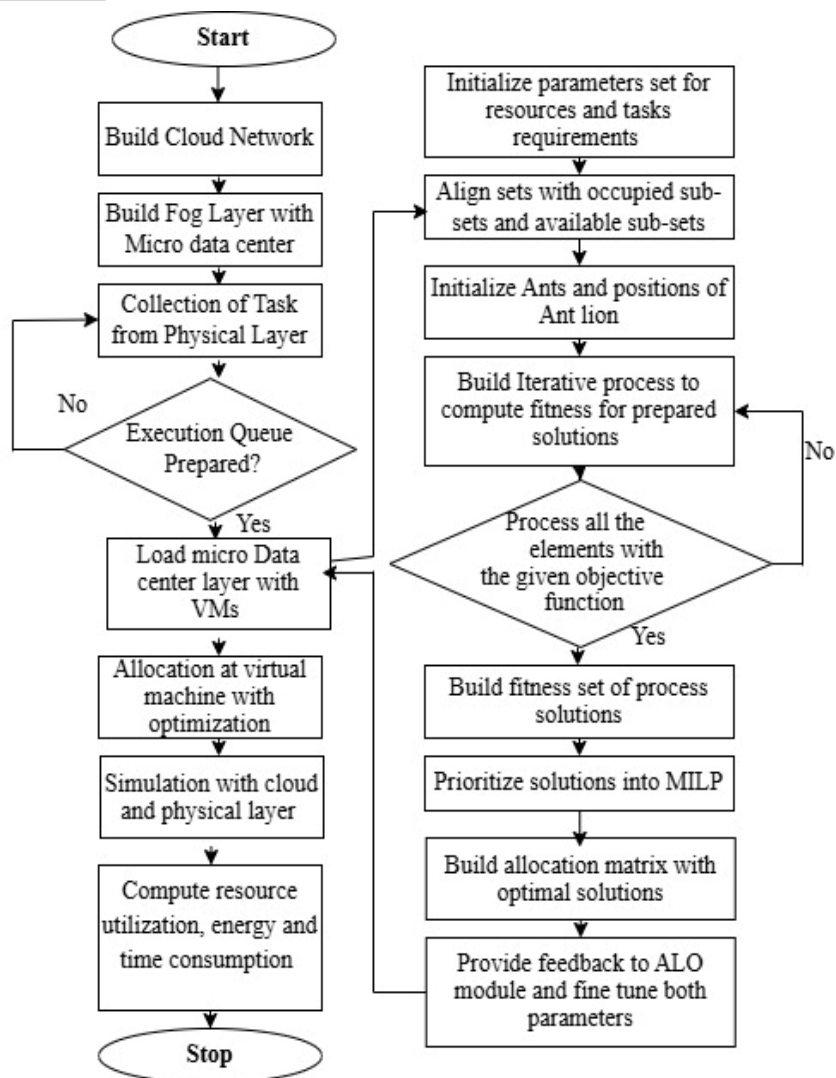 Start
Build Cloud Network
Build Fog Layer with
Micro data center
Collection of Task
from Physical Layer
No
Execution Queue
Prepared?
Yes
Load micro Data
center layer with
VMs
Allocation at virtual
machine with
optimization
Simulation with cloud
and physical layer
Compute resource
utilization, energy and
time consumption
Stop
Initialize parameters set for
resources and tasks
requirements
Align sets with occupied sub-
sets and available sub-sets
Initialize Ants and positions of
Ant lion
Build Iterative process to
compute fitness for prepared
solutions
No
Process all the
elements with
the given objective
function
Yes
Build fitness set of process
solutions
Prioritize solutions into MILP
Build allocation matrix with
optimal solutions
Provide feedback to ALO
module and fine tune both
parameters